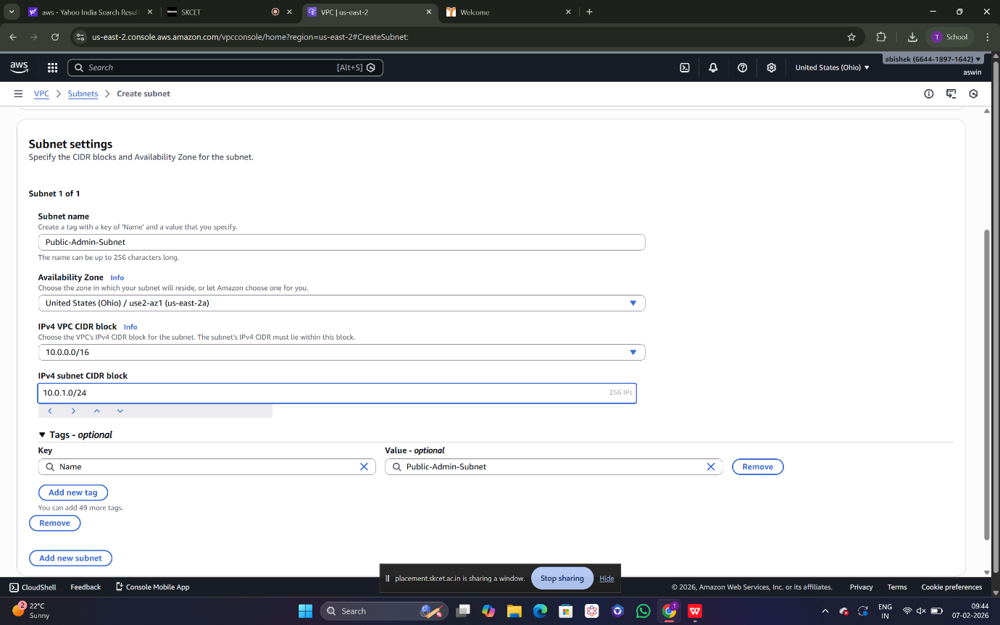 aws - Yahoo India Search Result
SKCET
VPC | us-east-2
Welcome
us-east-2.console.aws.amazon.com/vpcconsole/home?region=us-east-2#CreateSubnet:
T School
aws
Search
[Alt+S]
United States (Ohio)
abishek (6644-1897-1642)
aswin
VPC
Subnets
Create subnet
Subnet settings
Specify the CIDR blocks and Availability Zone for the subnet.
Subnet 1 of 1
Subnet name
Create a tag with a key of 'Name' and a value that you specify.
Public-Admin-Subnet
The name can be up to 256 characters long.
Availability Zone Info
Choose the zone in which your subnet will reside, or let Amazon choose one for you.
United States (Ohio) / use2-az1 (us-east-2a)
IPv4 VPC CIDR block Info
Choose the VPC's IPv4 CIDR block for the subnet. The subnet's IPv4 CIDR must lie within this block.
10.0.0.0/16
IPv4 subnet CIDR block
10.0.1.0/24 256 IPs
Tags - optional
Key Value - optional
Name Public-Admin-Subnet Remove
Add new tag
You can add 49 more tags.
Remove
Add new subnet
placement.skcet.ac.in is sharing a window. Stop sharing Hide
CloudShell Feedback Console Mobile App © 2026, Amazon Web Services, Inc. or its affiliates. Privacy Terms Cookie preferences
2
22°C
Sunny
Search
T
W
ENG
IN
09:44
07-02-2026